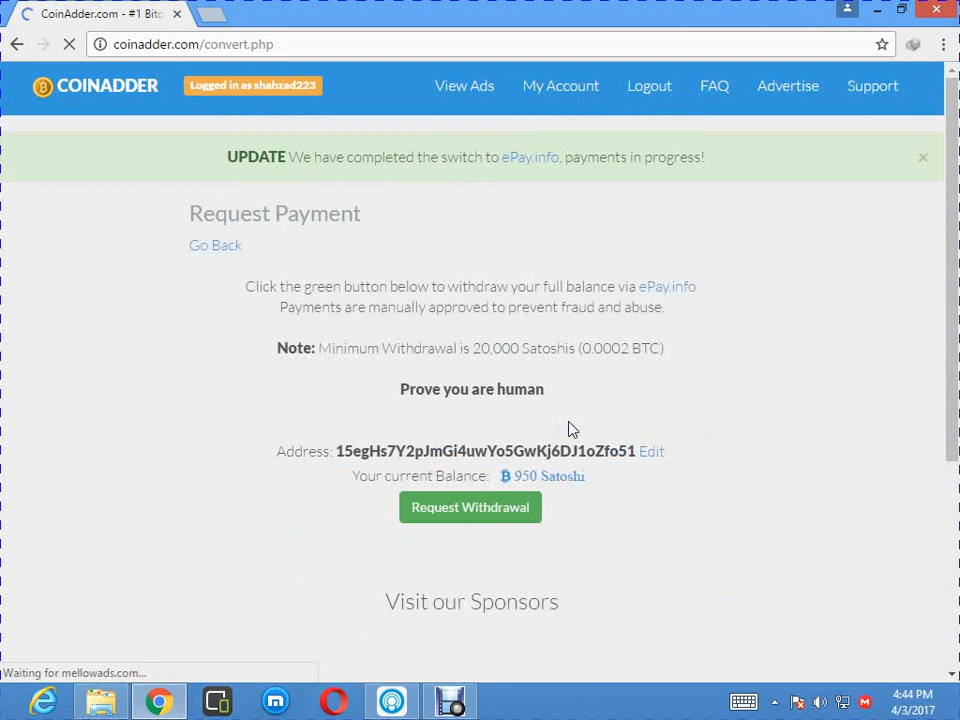 CoinAdder.com - #1 Bitc
coinadder.com/convert.php
COINADDER
Logged in as shahzad223
View Ads
My Account
Logout
FAQ
Advertise
Support
UPDATE We have completed the switch to ePay.info, payments in progress!
×
Request Payment
Go Back
Click the green button below to withdraw your full balance via ePay.info
Payments are manually approved to prevent fraud and abuse.
Note: Minimum Withdrawal is 20,000 Satoshis (0.0002 BTC)
Prove you are human
Address: 15egHs7Y2pJmGi4uwYo5GwKj6DJ1oZfo51 Edit
Your current Balance: 950 Satoshi
Request Withdrawal
Visit our Sponsors
Waiting for mellowads.com...
4:44 PM
4/3/2017